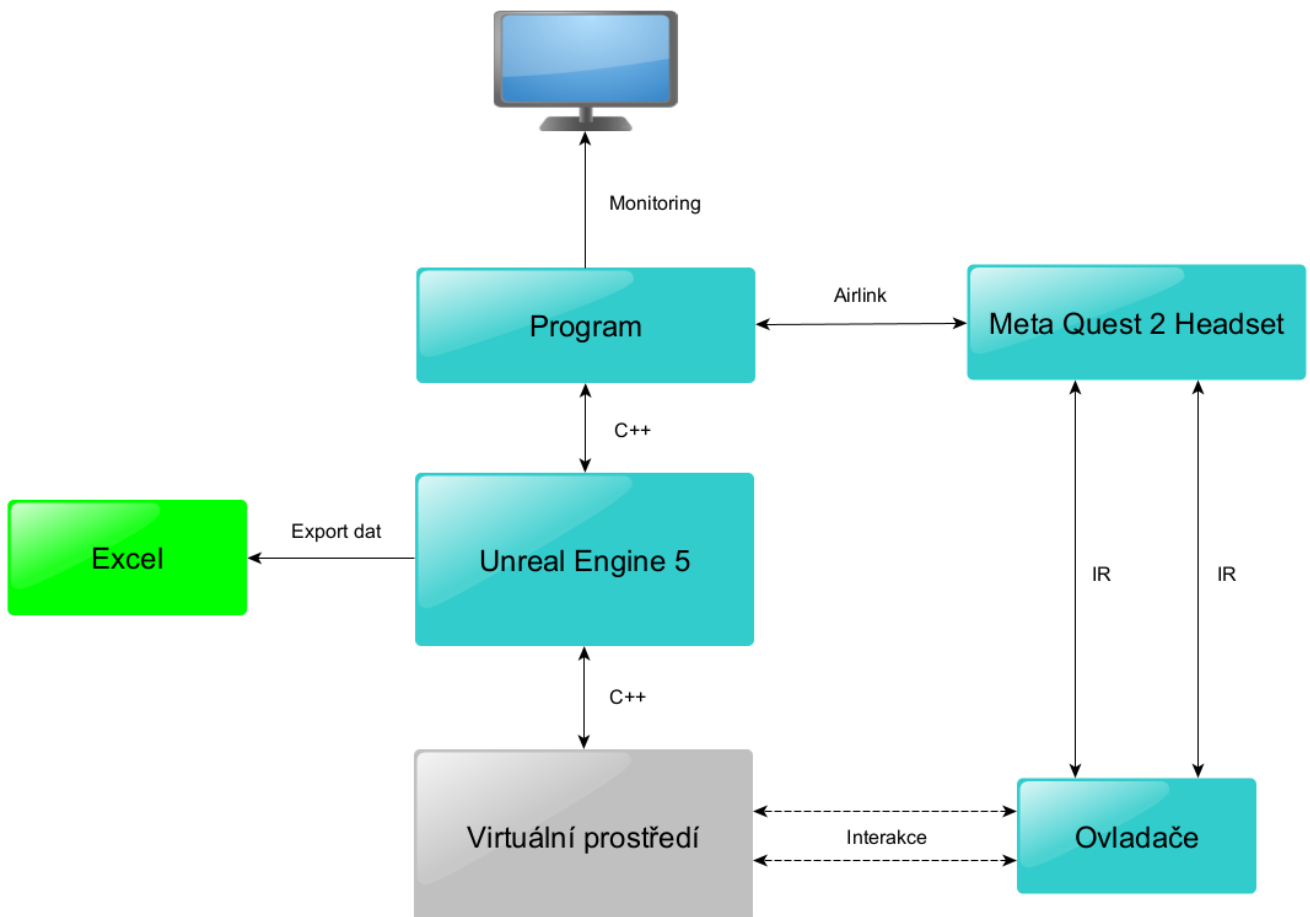 Monitoring
Program
Airlink
Meta Quest 2 Headset
C++
Excel
Export dat
Unreal Engine 5
IR
IR
C++
Virtuální prostředí
Interakce
Ovladače